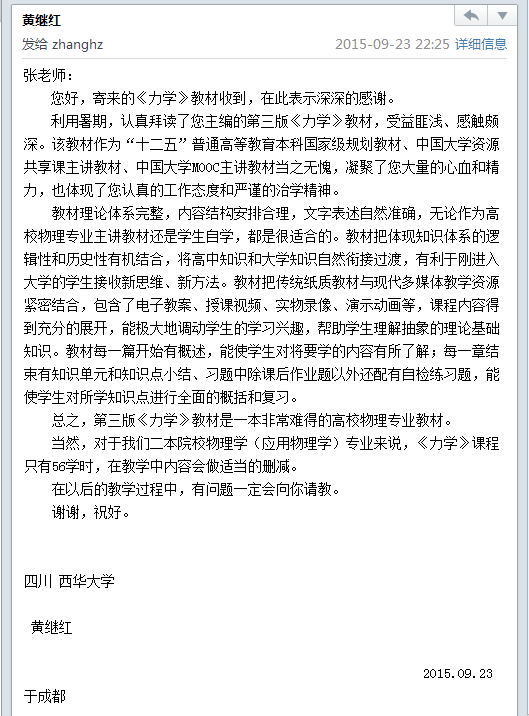 黄继红
发给 zhanghz
2015-09-23 22:25 详细信息
张老师：
您好，寄来的《力学》教材收到，在此表示深深的感谢。
利用暑期，认真拜读了您主编的第三版《力学》教材，受益匪浅、感触颇
深。该教材作为“十二五”普通高等教育本科国家级规划教材、中国大学资源
共享课主讲教材、中国大学MOOC主讲教材当之无愧，凝聚了您大量的心血和精
力，也体现了您认真的工作态度和严谨的治学精神。
教材理论体系完整，内容结构安排合理，文字表述自然准确，无论作为高
校物理专业主讲教材还是学生自学，都是很适合的。教材把体现知识体系的逻
辑性和历史性有机结合，将高中知识和大学知识自然衔接过渡，有利于刚进入
大学的学生接收新思维、新方法。教材把传统纸质教材与现代多媒体教学资源
紧密结合，包含了电子教案、授课视频、实物录像、演示动画等，课程内容得
到充分的展开，能极大地调动学生的学习兴趣，帮助学生理解抽象的理论基础
知识。教材每一篇开始有概述，能使学生对将要学的内容有所了解；每一章结
束有知识单元和知识点小结、习题中除课后作业题以外还配有自检练习题，能
使学生对所学知识点进行全面的概括和复习。
总之，第三版《力学》教材是一本非常难得的高校物理专业教材。
当然，对于我们二本院校物理学（应用物理学）专业来说，《力学》课程
只有56学时，在教学中内容会做适当的删减。
在以后的教学过程中，有问题一定会向你请教。
谢谢，祝好。
四川 西华大学
黄继红
2015.09.23
于成都